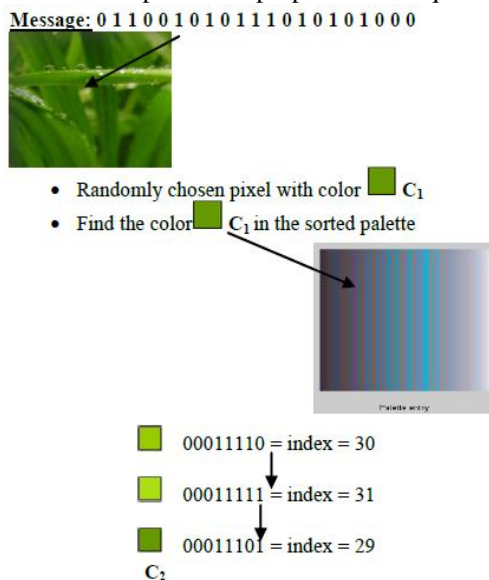 Message: 0 1 1 0 0 1 0 1 0 1 0 1 1 1 0 1 0 1 0 1 0 0 0
• Randomly chosen pixel with color C1
• Find the color C1 in the sorted palette
Palette entry
00011110 = index = 30
00011111 = index = 31
00011101 = index = 29
C2